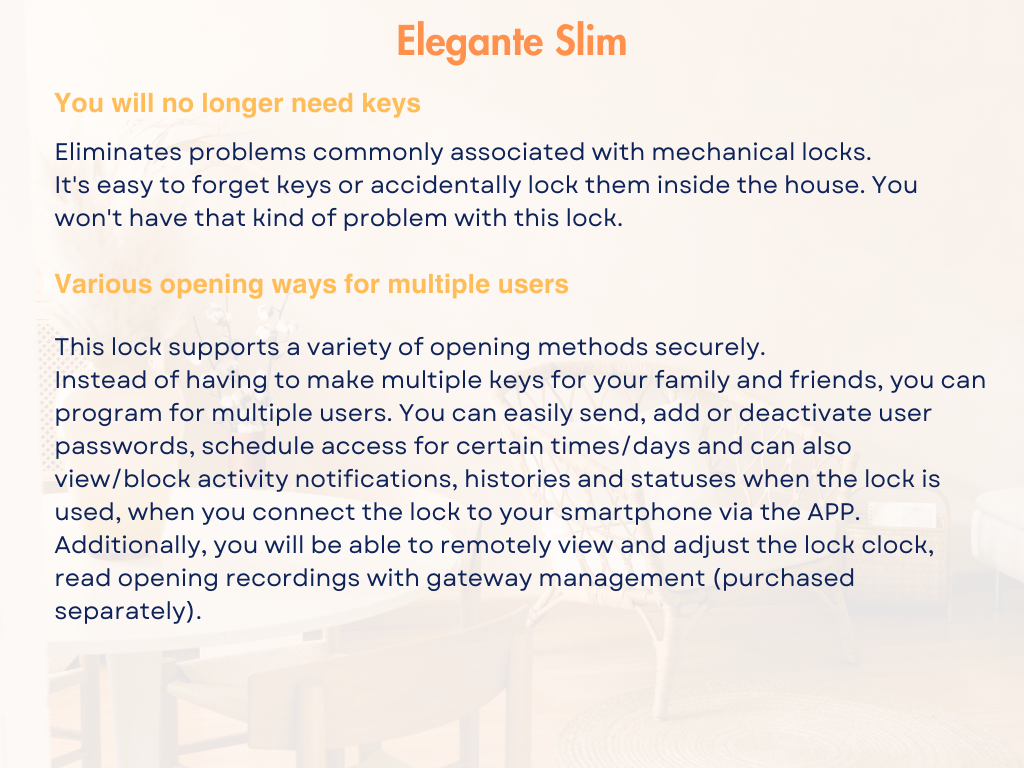 Elegante Slim
You will no longer need keys
Eliminates problems commonly associated with mechanical locks.
It's easy to forget keys or accidentally lock them inside the house. You
won't have that kind of problem with this lock.
Various opening ways for multiple users
This lock supports a variety of opening methods securely.
Instead of having to make multiple keys for your family and friends, you can
program for multiple users. You can easily send, add or deactivate user
passwords, schedule access for certain times/days and can also
view/block activity notifications, histories and statuses when the lock is
used, when you connect the lock to your smartphone via the APP.
Additionally, you will be able to remotely view and adjust the lock clock,
read opening recordings with gateway management (purchased
separately).